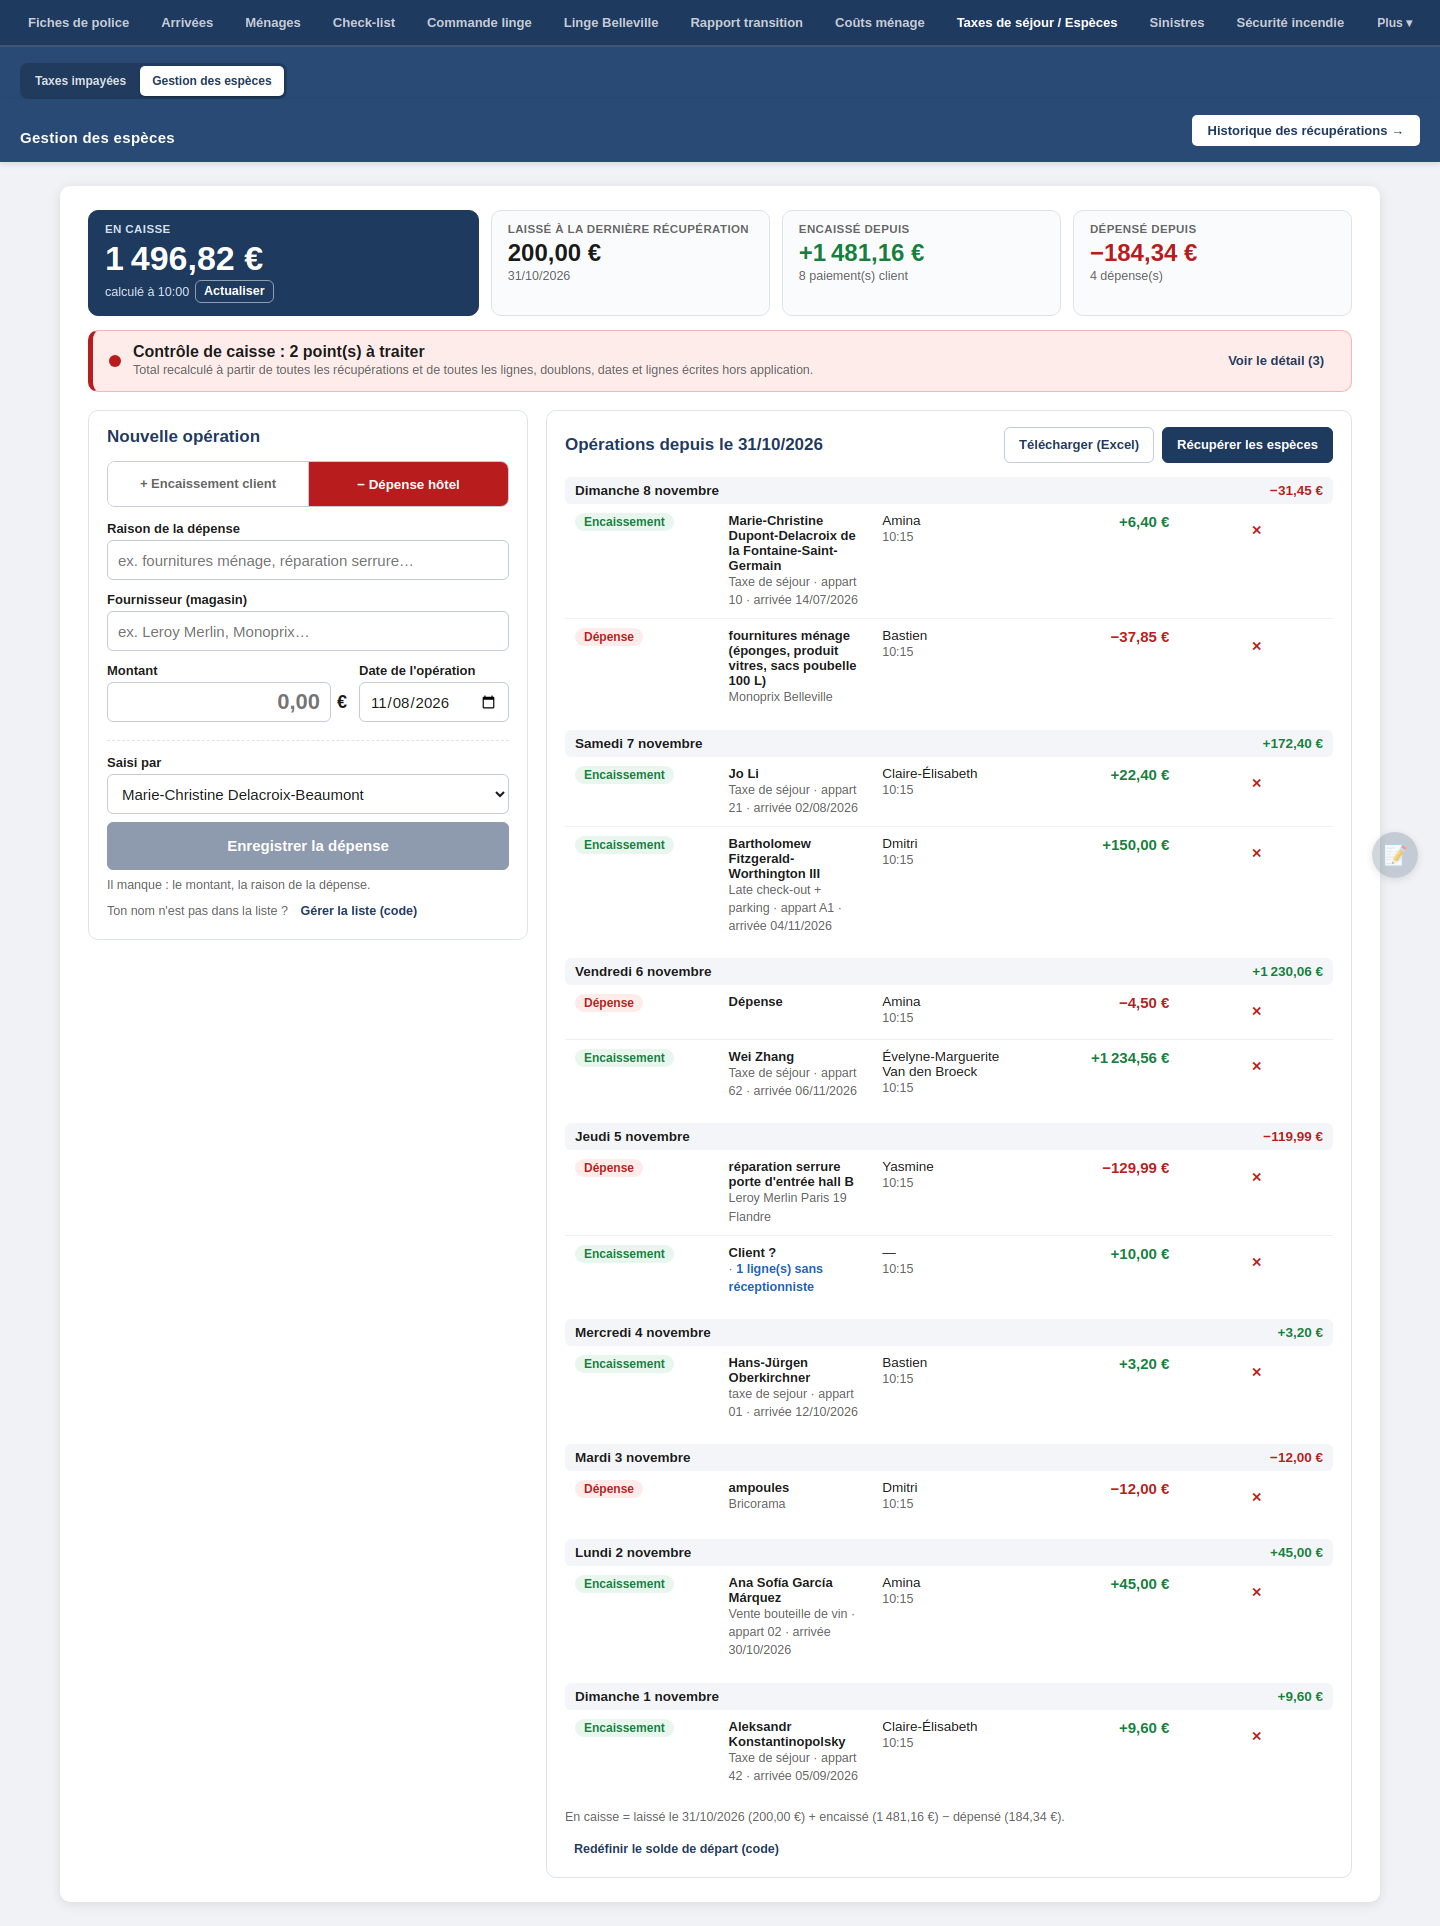 Fiches de police Arrivées Ménages Check-list Commande linge Linge Belleville Rapport transition Coûts ménage Taxes de séjour / Espèces Sinistres Sécurité incendie Plus ▾
Taxes impayées Gestion des espèces
Gestion des espèces
Historique des récupérations →
EN CAISSE
1 496,82 €
calculé à 10:00 Actualiser
LAISSÉ À LA DERNIÈRE RÉCUPÉRATION
200,00 €
31/10/2026
ENCAISSÉ DEPUIS
+1 481,16 €
8 paiement(s) client
DÉPENSÉ DEPUIS
−184,34 €
4 dépense(s)
Contrôle de caisse : 2 point(s) à traiter
Total recalculé à partir de toutes les récupérations et de toutes les lignes, doublons, dates et lignes écrites hors application.
Voir le détail (3)
Nouvelle opération
+ Encaissement client − Dépense hôtel
Raison de la dépense
ex. fournitures ménage, réparation serrure…
Fournisseur (magasin)
ex. Leroy Merlin, Monoprix…
Montant Date de l'opération
0,00 € 11/08/2026
Saisi par
Marie-Christine Delacroix-Beaumont
Enregistrer la dépense
Il manque : le montant, la raison de la dépense.
Ton nom n'est pas dans la liste ? Gérer la liste (code)
Opérations depuis le 31/10/2026
Télécharger (Excel) Récupérer les espèces
Dimanche 8 novembre −31,45 €
Encaissement
Marie-Christine
Dupont-Delacroix de
la Fontaine-Saint-
Germain
Taxe de séjour · appart
10 · arrivée 14/07/2026
Amina
10:15
+6,40 € ✕
Dépense
fournitures ménage
(éponges, produit
vitres, sacs poubelle
100 L)
Monoprix Belleville
Bastien
10:15
−37,85 € ✕
Samedi 7 novembre +172,40 €
Encaissement
Jo Li
Taxe de séjour · appart
21 · arrivée 02/08/2026
Claire-Élisabeth
10:15
+22,40 € ✕
Encaissement
Bartholomew
Fitzgerald-
Worthington III
Late check-out +
parking · appart A1 ·
arrivée 04/11/2026
Dmitri
10:15
+150,00 € ✕
Vendredi 6 novembre +1 230,06 €
Dépense
Dépense
Amina
10:15
−4,50 € ✕
Encaissement
Wei Zhang
Taxe de séjour · appart
62 · arrivée 06/11/2026
Évelyne-Marguerite
Van den Broeck
10:15
+1 234,56 € ✕
Jeudi 5 novembre −119,99 €
Dépense
réparation serrure
porte d'entrée hall B
Leroy Merlin Paris 19
Flandre
Yasmine
10:15
−129,99 € ✕
Encaissement
Client ?
· 1 ligne(s) sans
réceptionniste
—
10:15
+10,00 € ✕
Mercredi 4 novembre +3,20 €
Encaissement
Hans-Jürgen
Oberkirchner
taxe de sejour · appart
01 · arrivée 12/10/2026
Bastien
10:15
+3,20 € ✕
Mardi 3 novembre −12,00 €
Dépense
ampoules
Bricorama
Dmitri
10:15
−12,00 € ✕
Lundi 2 novembre +45,00 €
Encaissement
Ana Sofía García
Márquez
Vente bouteille de vin ·
appart 02 · arrivée
30/10/2026
Amina
10:15
+45,00 € ✕
Dimanche 1 novembre +9,60 €
Encaissement
Aleksandr
Konstantinopolsky
Taxe de séjour · appart
42 · arrivée 05/09/2026
Claire-Élisabeth
10:15
+9,60 € ✕
En caisse = laissé le 31/10/2026 (200,00 €) + encaissé (1 481,16 €) − dépensé (184,34 €).
Redéfinir le solde de départ (code)